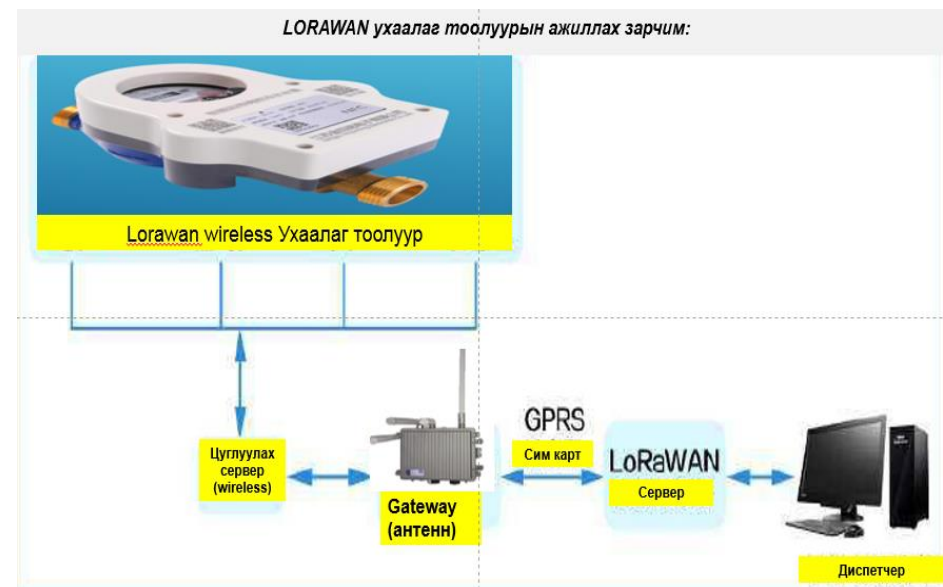 LORAWAN ухаалаг тоолуурын ажиллах зарчим:
Lorawan wireless Ухаалаг тоолуур
Цуглуулах
сервер
(wireless)
Gateway
(антенн)
GPRS
Сим карт
LoRaWAN
Сервер
Диспетчер